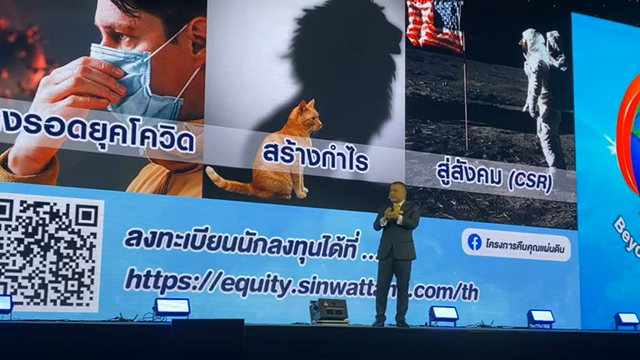 งรอดยุคโควิด
สร้างกำไร
สู่สังคม (CSR)
ลงทะเบียนนักลงทุนได้ที่ ...
https://equity.sinwatt com/th
โครงการคืนคุณแผ่นดิน
Bey